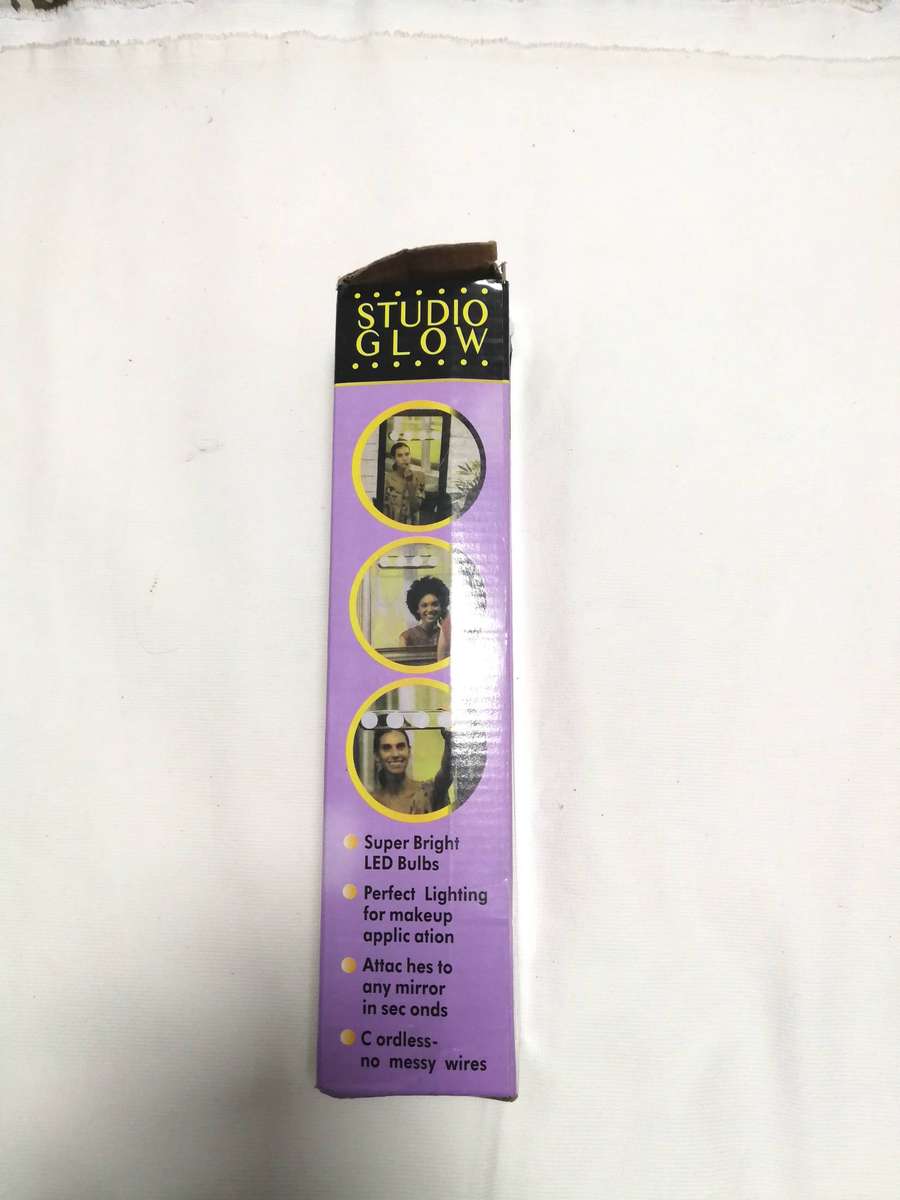 STUDIO
GLOW
Super Bright
LED Bulbs
Perfect Lighting
for makeup
applic ation
Attac hes to
any mirror
in sec onds
C ordless-
no messy wires